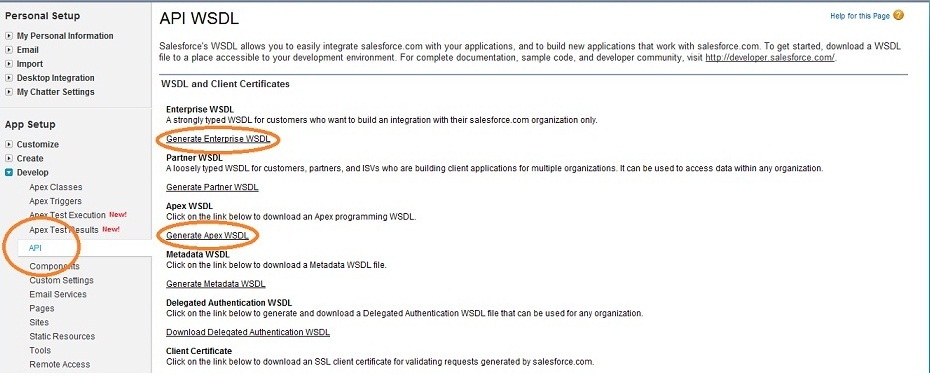 Personal Setup
My Personal Information
Email
Import
Desktop Integration
My Chatter Settings
App Setup
Customize
Create
Develop
Apex Classes
Apex Triggers
Apex Test Execution New!
Apex Test Results New!
API
Components
Custom Settings
Email Services
Pages
Sites
Static Resources
Tools
Remote Access
API WSDL
Help for this Page ?
Salesforce's WSDL allows you to easily integrate salesforce.com with your applications, and to build new applications that work with salesforce.com. To get started, download a WSDL
file to a place accessible to your development environment. For complete documentation, sample code, and developer community, visit http://developer.salesforce.com/.
WSDL and Client Certificates
Enterprise WSDL
A strongly typed WSDL for customers who want to build an integration with their salesforce.com organization only.
Generate Enterprise WSDL
Partner WSDL
A loosely typed WSDL for customers, partners, and ISVs who are building client applications for multiple organizations. It can be used to access data within any organization.
Generate Partner WSDL
Apex WSDL
Click on the link below to download an Apex programming WSDL.
Generate Apex WSDL
Metadata WSDL
Click on the link below to download a Metadata WSDL file.
Generate Metadata WSDL
Delegated Authentication WSDL
Click on the link below to generate and download a Delegated Authentication WSDL file that can be used for any organization.
Download Delegated Authentication WSDL
Client Certificate
Click on the link below to download an SSL client certificate for validating requests generated by salesforce.com.